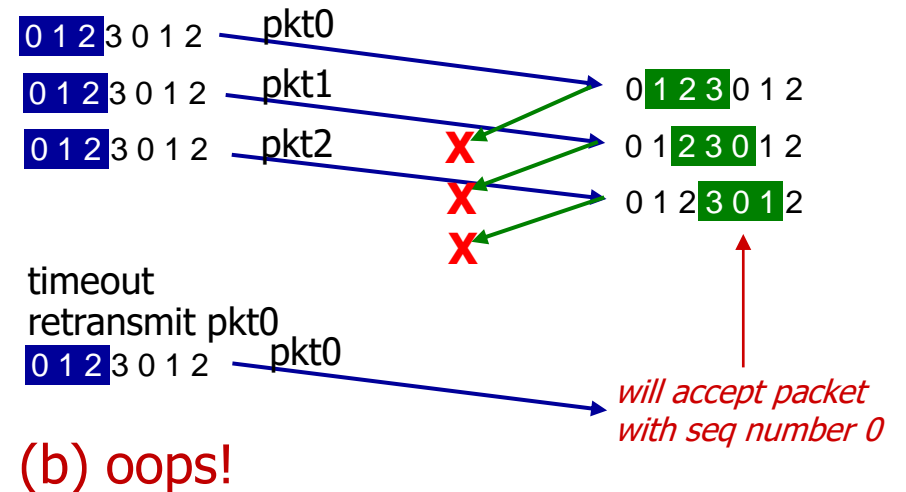 0 1 2 3 0 1 2 pkt0
0 1 2 3 0 1 2
0 1 2 3 0 1 2 pkt1
X 0 1 2 3 0 1 2
0 1 2 3 0 1 2 pkt2
X 0 1 2 3 0 1 2
X
timeout
retransmit pkt0
0 1 2 3 0 1 2 pkt0
will accept packet
with seq number 0
(b) oops!